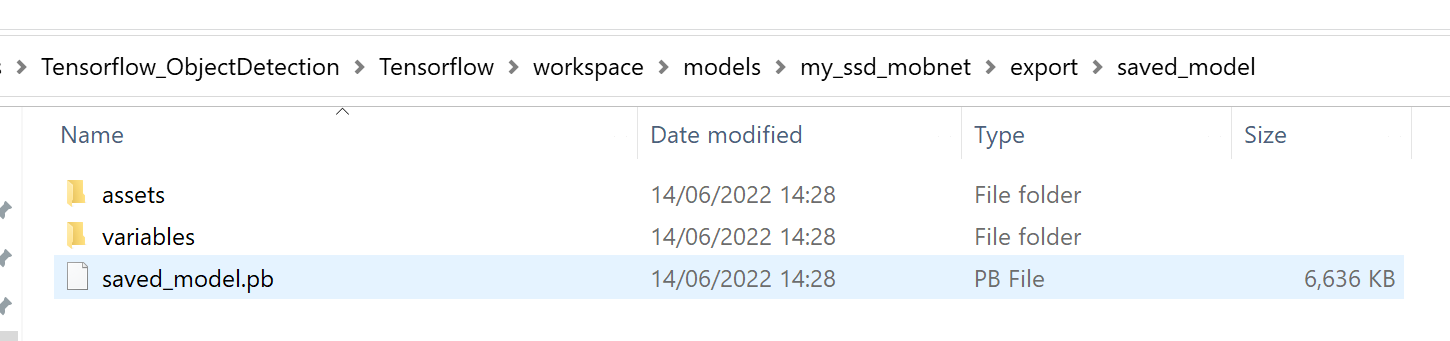 Tensorflow_ObjectDetection > Tensorflow > workspace > models > my_ssd_mobnet > export > saved_model
Name Date modified Type Size
assets 14/06/2022 14:28 File folder
variables 14/06/2022 14:28 File folder
saved_model.pb 14/06/2022 14:28 PB File 6,636 KB